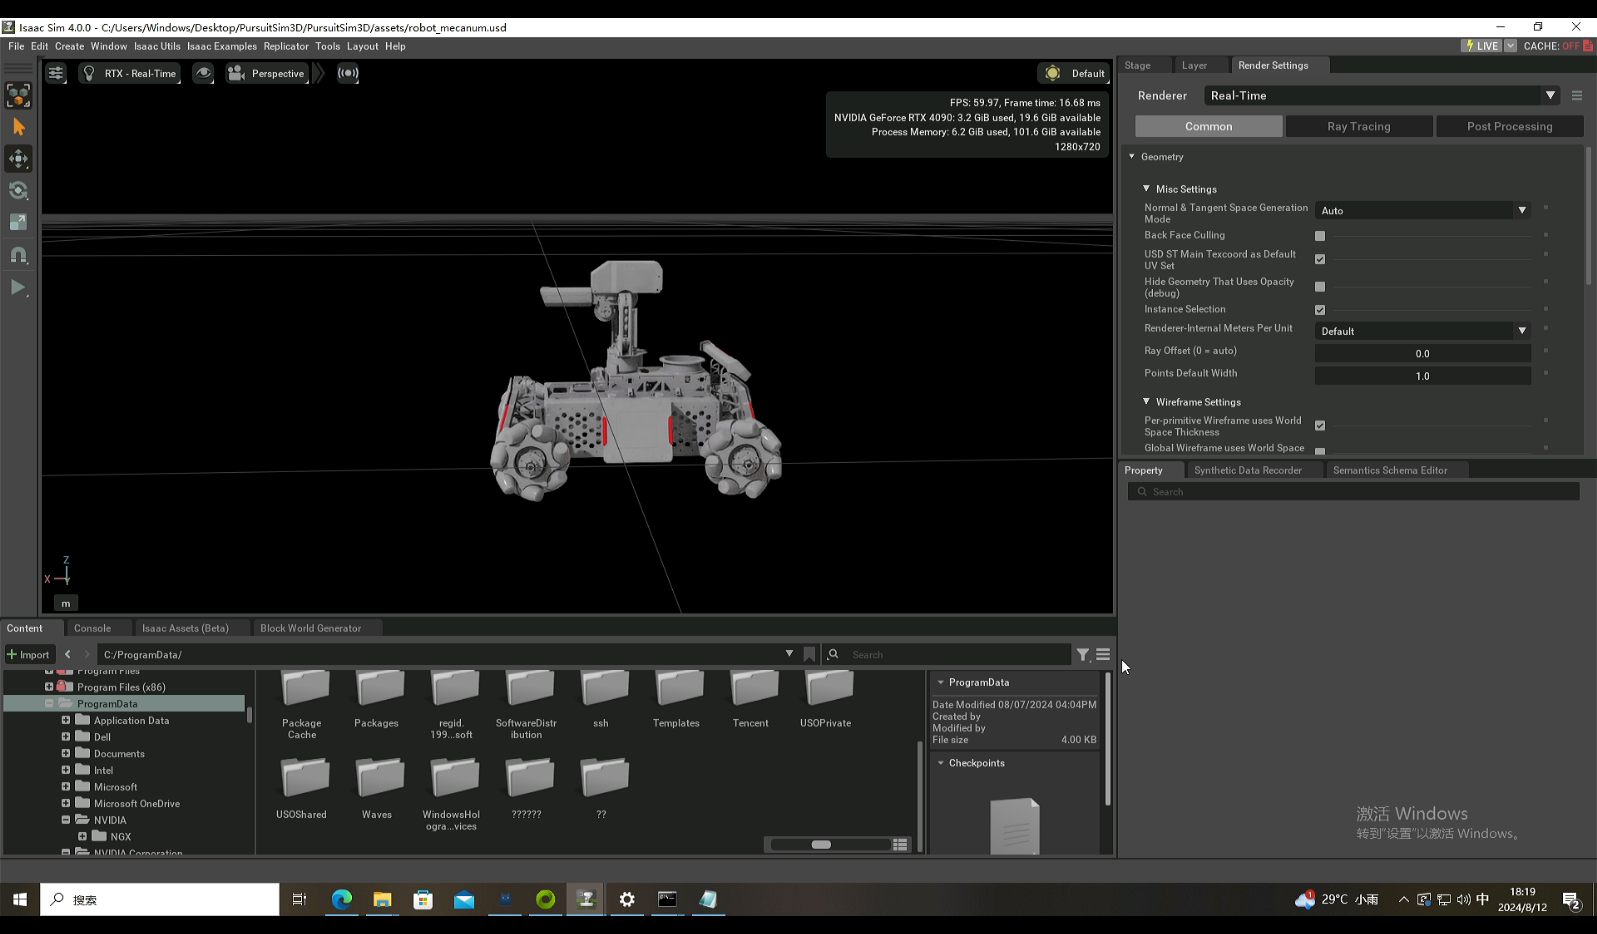 Isaac Sim 4.0.0 - C:/Users/Windows/Desktop/PursuitSim3D/PursuitSim3D/assets/robot_mecanum.usd
File Edit Create Window Isaac Utils Isaac Examples Replicator Tools Layout Help
LIVE CACHE: OFF
RTX - Real-Time
Perspective
Default
FPS: 59.97, Frame time: 16.68 ms
NVIDIA GeForce RTX 4090: 3.2 GiB used, 19.6 GiB available
Process Memory: 6.2 GiB used, 101.6 GiB available
1280x720
Z
X
Y
m
Stage Layer Render Settings
Renderer Real-Time
Common Ray Tracing Post Processing
Geometry
Misc Settings
Normal & Tangent Space Generation
Mode
Auto
Back Face Culling
USD ST Main Texcoord as Default
UV Set
Hide Geometry That Uses Opacity
(debug)
Instance Selection
Renderer-Internal Meters Per Unit
Default
Ray Offset (0 = auto)
0.0
Points Default Width
1.0
Wireframe Settings
Per-primitive Wireframe uses World
Space Thickness
Global Wireframe uses World Space
Property Synthetic Data Recorder Semantics Schema Editor
Search
Content Console Isaac Assets (Beta) Block World Generator
Import C:/ProgramData/ Search
Program Files
Program Files (x86)
ProgramData
Application Data
Dell
Documents
Intel
Microsoft
Microsoft OneDrive
NVIDIA
NGX
NVIDIA Corporation
Package
Cache
Packages
regid.
199...soft
SoftwareDistr
ibution
ssh
Templates
Tencent
USOPrivate
USOShared
Waves
WindowsHol
ogra...vices
??????
??
ProgramData
Date Modified 08/07/2024 04:04PM
Created by
Modified by
File size 4.00 KB
Checkpoints
激活 Windows
转到"设置"以激活 Windows。
搜索
1
29°C 小雨
中
18:19
2024/8/12
2